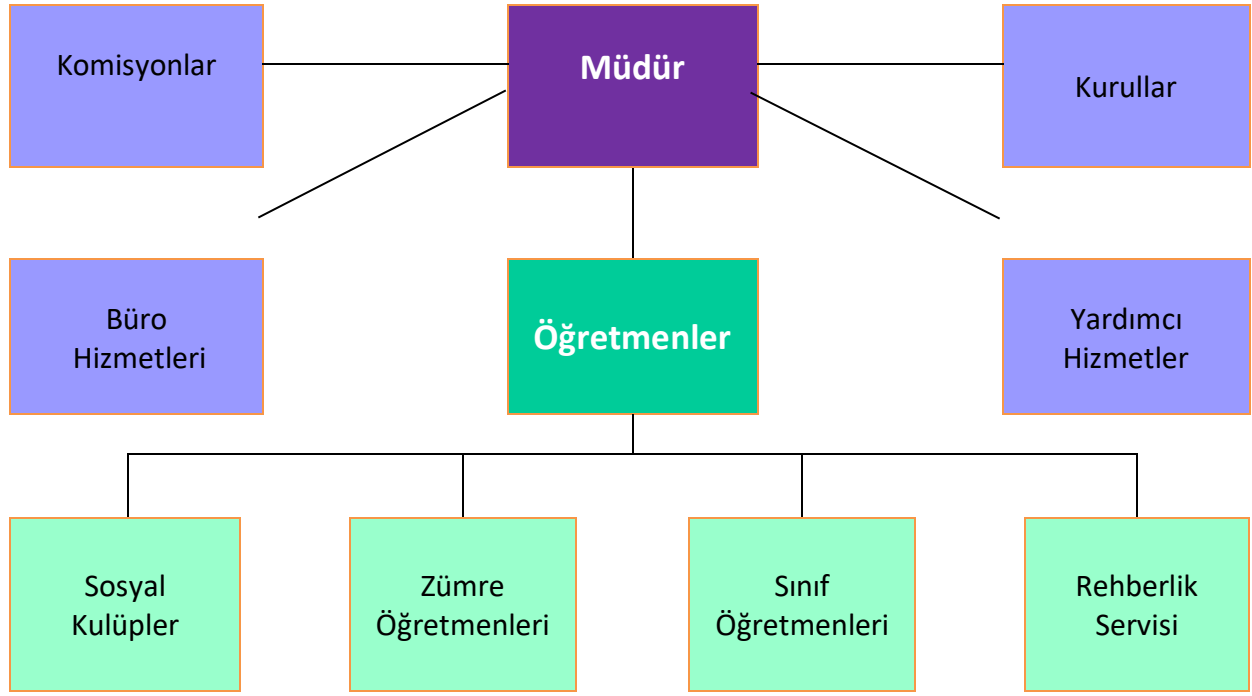 Komisyonlar
Müdür
Kurullar
Büro
Hizmetleri
Öğretmenler
Yardımcı
Hizmetler
Sosyal
Kulüpler
Zümre
Öğretmenleri
Sınıf
Öğretmenleri
Rehberlik
Servisi